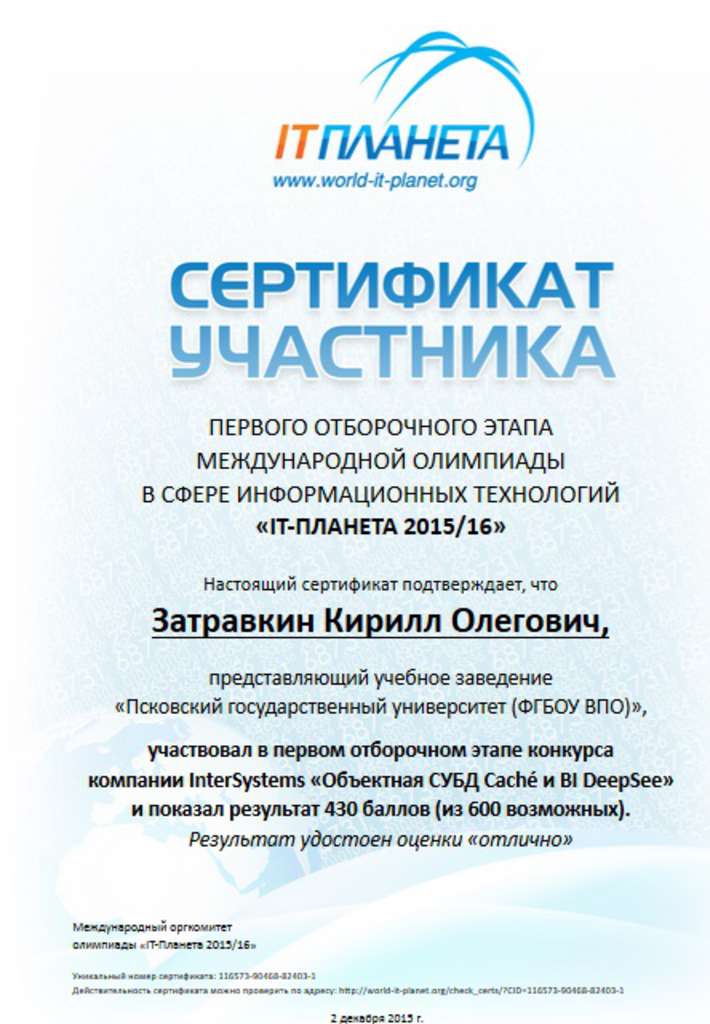 ITПЛАНЕТА
www.world-it-planet.org
СЕРТИФИКАТ
УЧАСТНИКА
ПЕРВОГО ОТБОРОЧНОГО ЭТАПА
МЕЖДУНАРОДНОЙ ОЛИМПИАДЫ
В СФЕРЕ ИНФОРМАЦИОННЫХ ТЕХНОЛОГИЙ
«IT-ПЛАНЕТА 2015/16»
Настоящий сертификат подтверждает, что
Затравкин Кирилл Олегович,
представляющий учебное заведение
«Псковский государственный университет (ФГБОУ ВПО)»,
участвовал в первом отборочном этапе конкурса
компании InterSystems «Объектная СУБД Caché и BI DeepSee»
и показал результат 430 баллов (из 600 возможных).
Результат удостоен оценки «отлично»
Международный оргкомитет
олимпиады «IT-Планета 2015/16»
Уникальный номер сертификата: 116573-90468-82403-1
Действительность сертификата можно проверить по адресу: http://world-it-planet.org/check_certs/?CID=116573-90468-82403-1
2 декабря 2015 г.